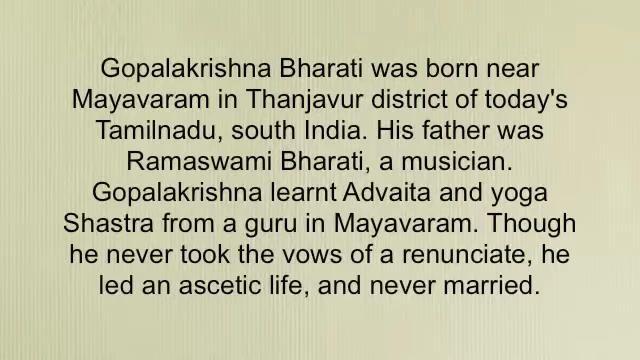 Gopalakrishna Bharati was born near
Mayavaram in Thanjavur district of today's
Tamilnadu, south India. His father was
Ramaswami Bharati, a musician.
Gopalakrishna learnt Advaita and yoga
Shastra from a guru in Mayavaram. Though
he never took the vows of a renunciate, he
led an ascetic life, and never married.